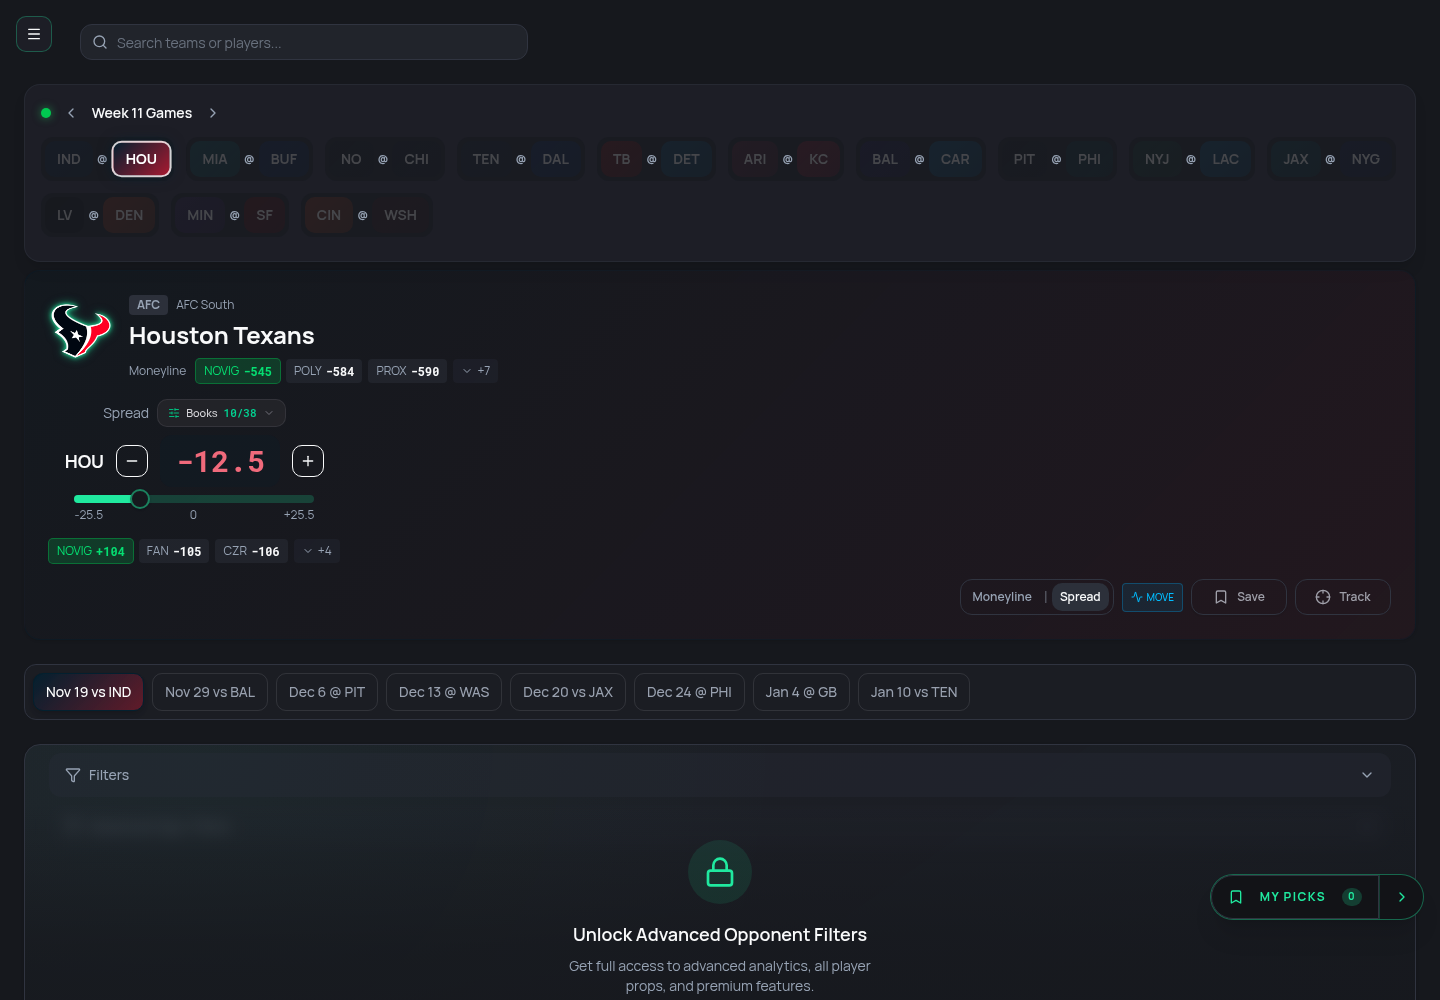 Search teams or players...
Week 11 Games
IND @ HOU MIA @ BUF NO @ CHI TEN @ DAL TB @ DET ARI @ KC BAL @ CAR PIT @ PHI NYJ @ LAC JAX @ NYG
LV @ DEN MIN @ SF CIN @ WSH
AFC AFC South
Houston Texans
Moneyline NOVIG -545 POLY -584 PROX -590 +7
Spread Books 10/38
HOU -12.5
-25.5 0 +25.5
NOVIG +104 FAN -105 CZR -106 +4
Moneyline | Spread MOVE Save Track
Nov 19 vs IND Nov 29 vs BAL Dec 6 @ PIT Dec 13 @ WAS Dec 20 vs JAX Dec 24 @ PHI Jan 4 @ GB Jan 10 vs TEN
Filters
MY PICKS 0
Unlock Advanced Opponent Filters
Get full access to advanced analytics, all player
props, and premium features.